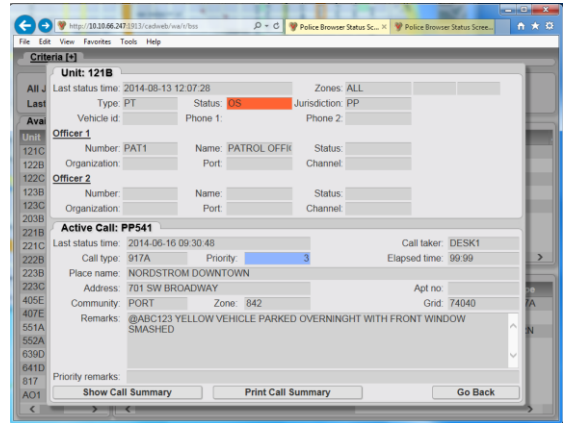 http://10.10.66.247:1913/cadweb/wa/r/bss
Police Browser Status Sc...
Police Browser Status Scree...
File Edit View Favorites Tools Help
Criteria [+]
Unit: 121B
All J
Last status time: 2014-08-13 12:07:28 Zones: ALL
Last
Type: PT Status: OS Jurisdiction: PP
Avai
Vehicle id: Phone 1: Phone 2:
Unit
Officer 1
121C
Number: PAT1 Name: PATROL OFFIC Status:
122B
Organization: Port: Channel:
122C
Officer 2
123B
Number: Name: Status:
123C
Organization: Port: Channel:
203B
221B
Active Call: PP541
221C
Last status time: 2014-06-16 09:30:48 Call taker: DESK1
222B
Call type: 917A Priority: 3 Elapsed time: 99:99
223B
Place name: NORDSTROM DOWNTOWN
223C
Address: 701 SW BROADWAY Apt no:
405E
Community: PORT Zone: 842 Grid: 74040
407E
Remarks: @ABC123 YELLOW VEHICLE PARKED OVERNINGHT WITH FRONT WINDOW
SMASHED
551A
552A
639D
641D
817
Priority remarks:
AO1
Show Call Summary Print Call Summary Go Back